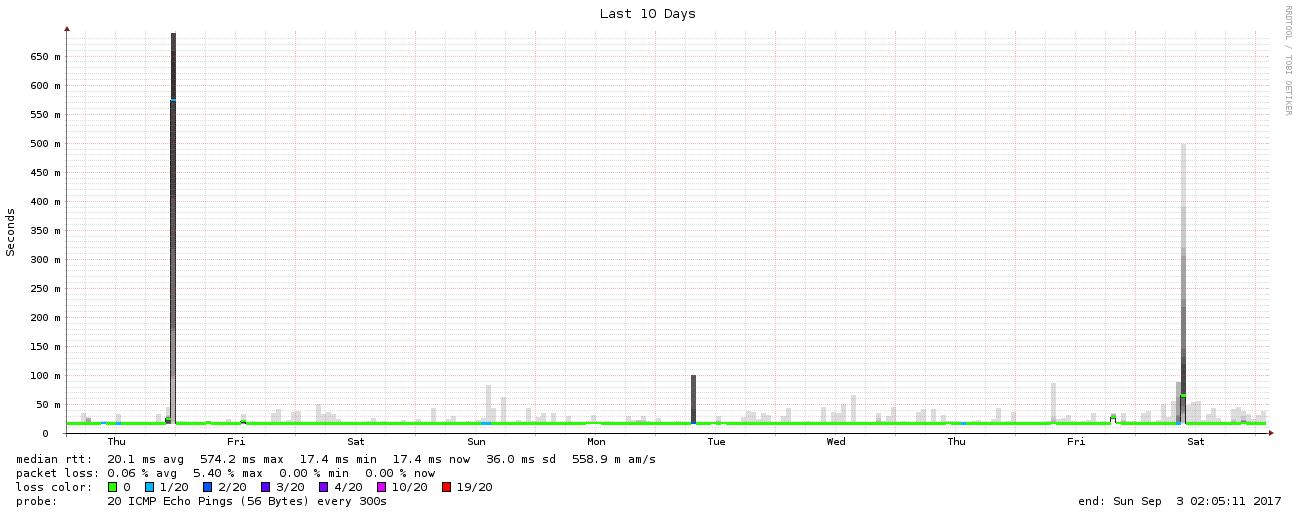 Last 10 Days
RRDTOOL / TOBI OETIKER
Seconds
650 m
600 m
550 m
500 m
450 m
400 m
350 m
300 m
250 m
200 m
150 m
100 m
50 m
0
Thu Fri Sat Sun Mon Tue Wed Thu Fri Sat
median rtt: 20.1 ms avg 574.2 ms max 17.4 ms min 17.4 ms now 36.0 ms sd 558.9 m am/s
packet loss: 0.06 % avg 5.40 % max 0.00 % min 0.00 % now
loss color: 0 1/20 2/20 3/20 4/20 10/20 19/20
probe: 20 ICMP Echo Pings (56 Bytes) every 300s end: Sun Sep 3 02:05:11 2017